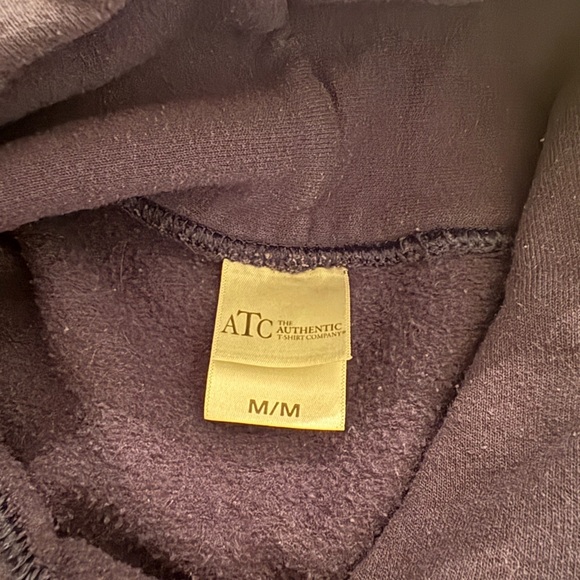 ATC THE
AUTHENTIC
T-SHIRT COMPANY®
M/M